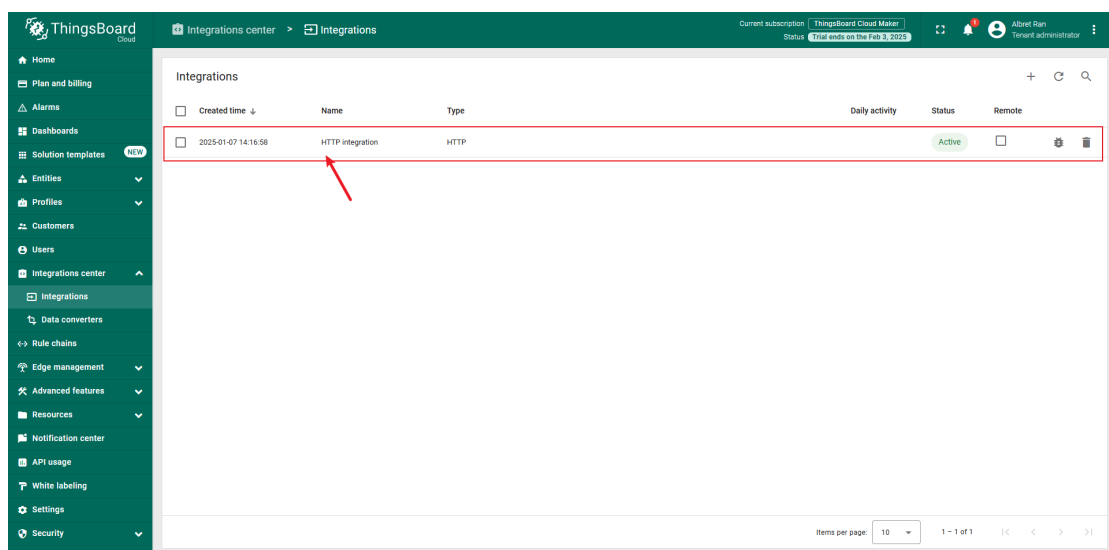 ThingsBoard
Cloud
Integrations center > Integrations
Current subscription ThingsBoard Cloud Maker
Status Trial ends on the Feb 3, 2025
1
Albret Ran
Tenant administrator
Home
Plan and billing
Alarms
Dashboards
Solution templates NEW
Entities
Profiles
Customers
Users
Integrations center
Integrations
Data converters
Rule chains
Edge management
Advanced features
Resources
Notification center
API usage
White labeling
Settings
Security
Integrations
Created time ↓ Name Type Daily activity Status Remote
2025-01-07 14:16:58 HTTP integration HTTP Active
Items per page: 10 1 – 1 of 1